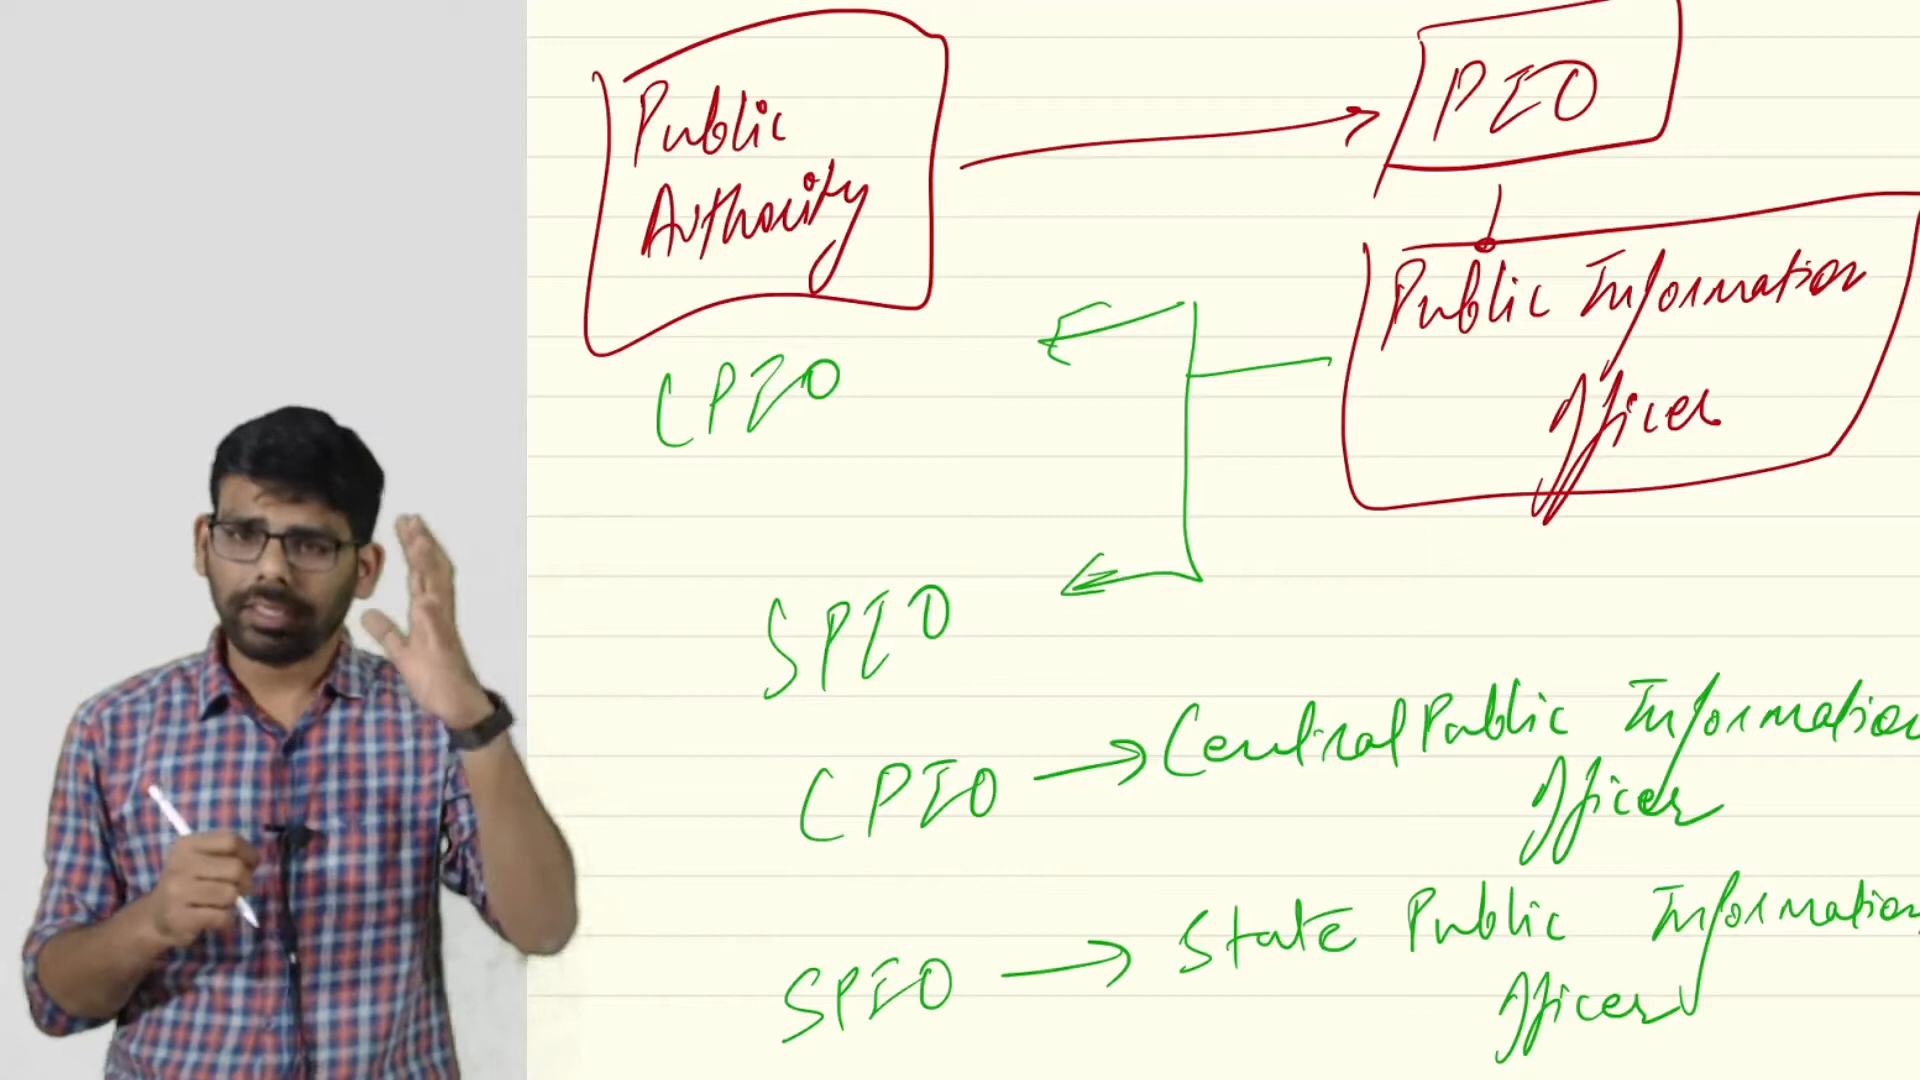 Public
Authority
PIO
Public Information
Officer
CPIO
SPIO
CPIO → Central Public Information
Officer
SPIO → State Public Information
Officer